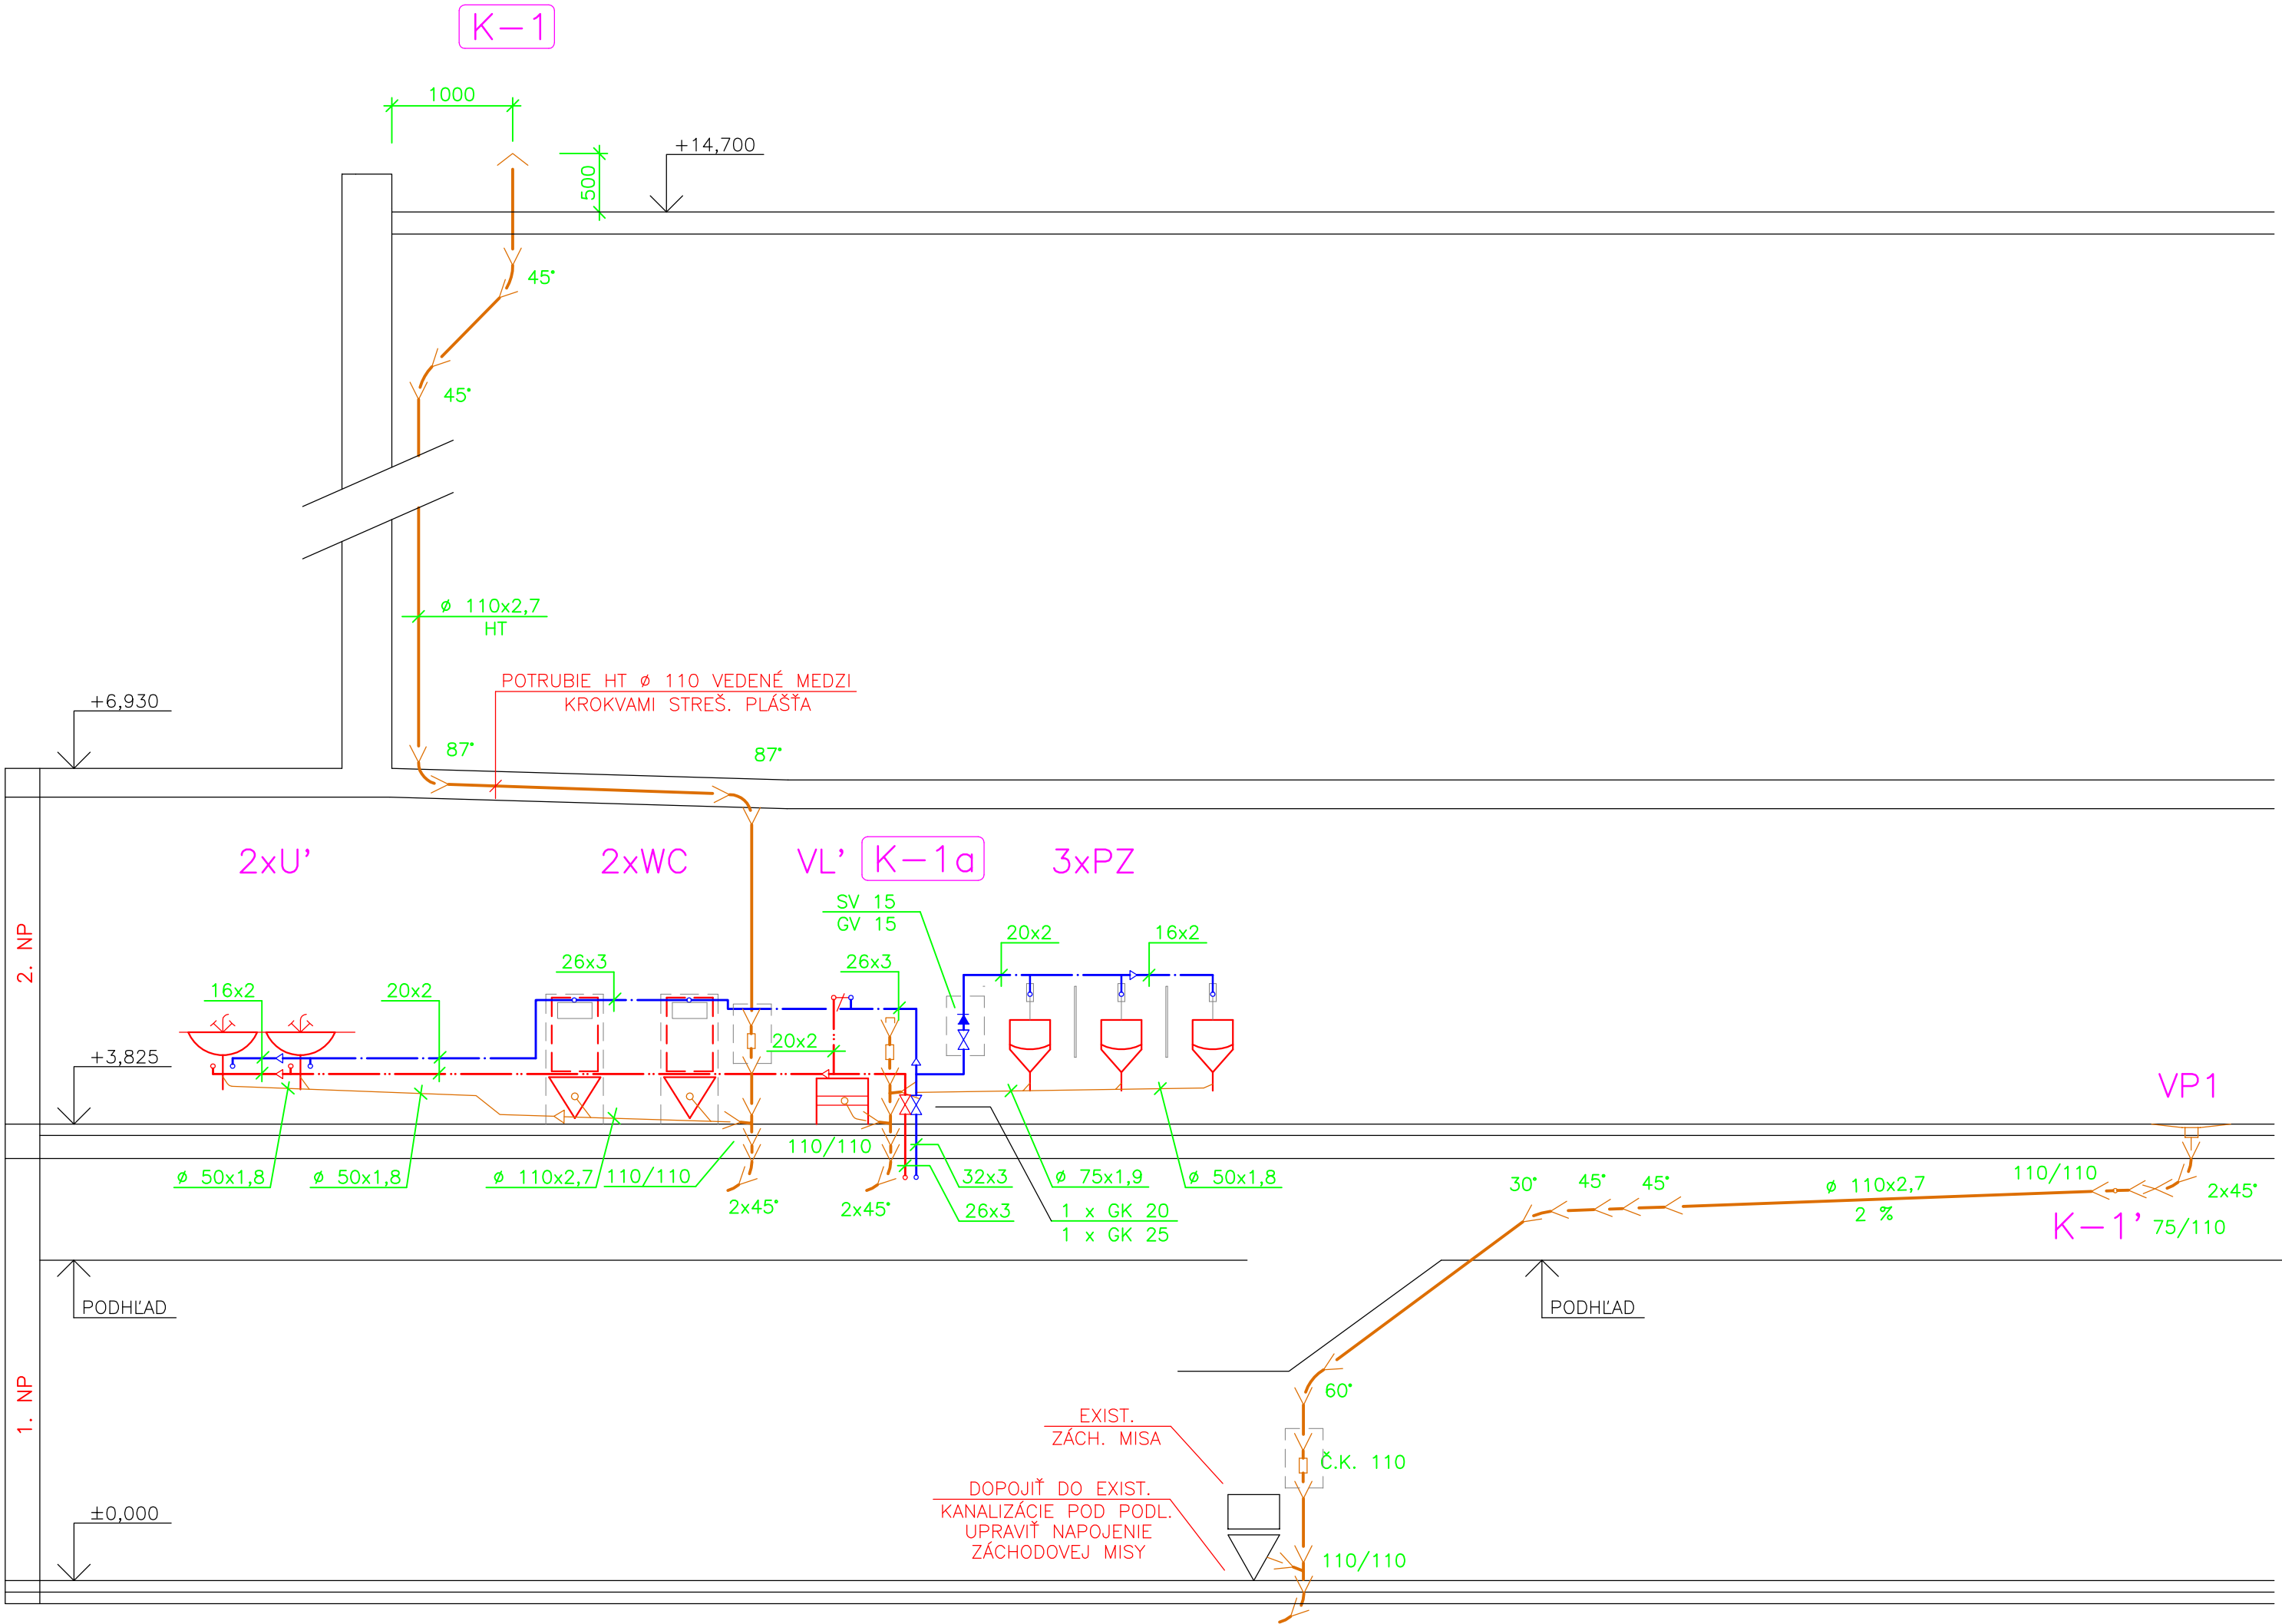 K-1
1000
+14,700
500
45°
45°
ø 110x2,7
HT
POTRUBIE HT ø 110 VEDENÉ MEDZI
KROKVAMI STREŠ. PLÁŠŤA
+6,930
87°
87°
2xU'
2xWC
VL'
K-1a
3xPZ
SV 15
GV 15
20x2
16x2
2. NP
26x3
26x3
16x2
20x2
20x2
+3,825
VP1
110/110
ø 50x1,8
ø 50x1,8
ø 110x2,7
110/110
32x3
ø 75x1,9
ø 50x1,8
30°
45°
45°
ø 110x2,7
2 %
110/110
2x45°
2x45°
2x45°
26x3
1 x GK 20
1 x GK 25
K-1'
75/110
PODHĽAD
PODHĽAD
1. NP
60°
EXIST.
ZÁCH. MISA
Č.K. 110
DOPOJIŤ DO EXIST.
KANALIZÁCIE POD PODL.
UPRAVIŤ NAPOJENIE
ZÁCHODOVEJ MISY
±0,000
110/110